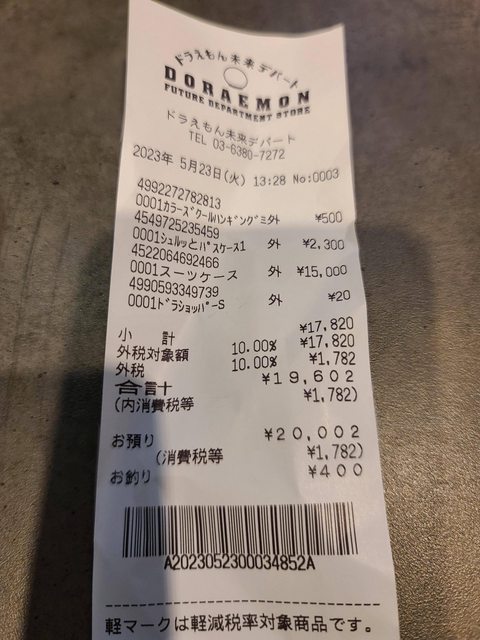 ドラえもん未来デパート
DORAEMON
FUTURE DEPARTMENT STORE
ドラえもん未来デパート
TEL 03-6380-7272
2023年 5月23日(火) 13:28 No:0003
4992272782813
0001ｶﾗｰｽﾞｸｰﾙﾊﾝｷﾞﾝｸﾞﾐ外 ¥500
4549725235459
0001ｼｭﾙｯとﾊﾟｽｹｰｽ1 外 ¥2,300
4522064692466
0001スーツケース 外 ¥15,000
4990593349739
0001ﾄﾞﾗｼｮｯﾊﾟｰS 外 ¥20
小 計 ¥17,820
外税対象額 10.00% ¥17,820
外税 10.00% ¥1,782
合計 ¥19,602
(内消費税等 ¥1,782)
お預り ¥20,002
(消費税等 ¥1,782)
お釣り ¥400
A2023052300034852A
軽マークは軽減税率対象商品です。